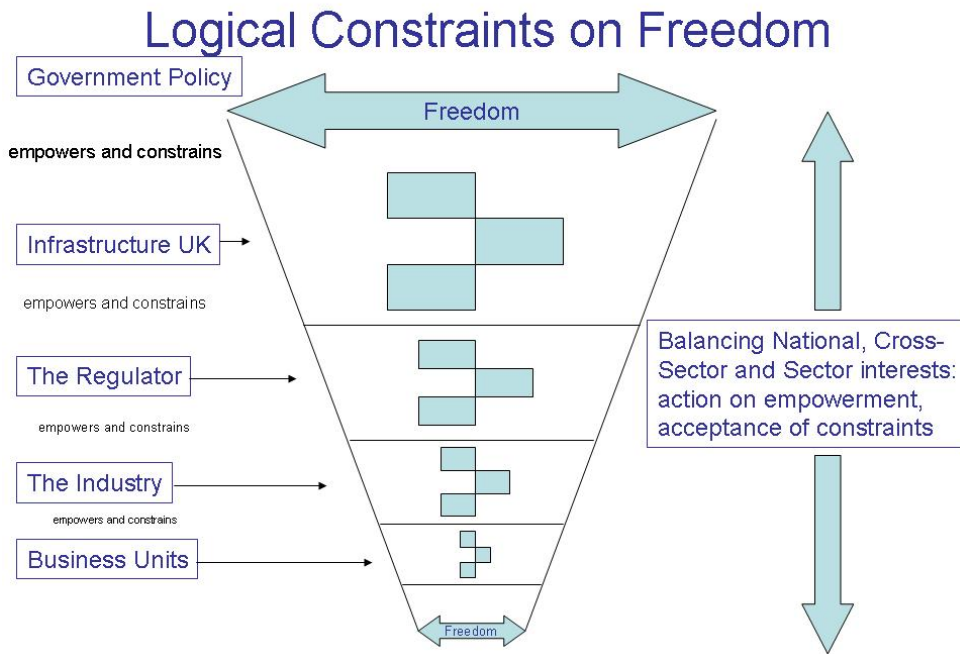 Logical Constraints on Freedom
Government Policy
Freedom
empowers and constrains
Infrastructure UK
empowers and constrains
Balancing National, Cross-
Sector and Sector interests:
action on empowerment,
acceptance of constraints
The Regulator
empowers and constrains
The Industry
empowers and constrains
Business Units
Freedom